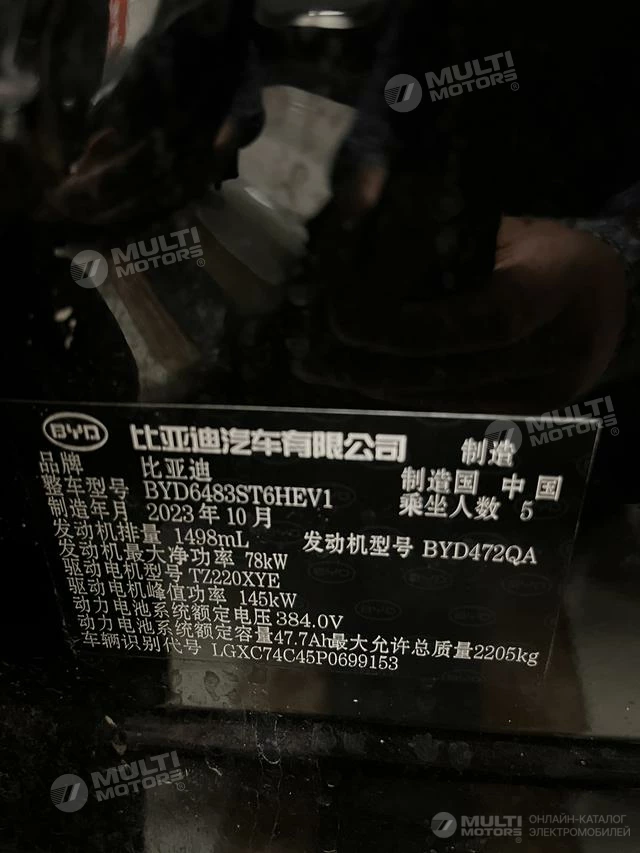 MULTI
MOTORS®
MULTI
MOTORS®
MULTI
MOTORS®
BYD 比亚迪汽车有限公司 制造
品牌 比亚迪 制造国 中国
整车型号 BYD6483ST6HEV1 乘坐人数 5
制造年月 2023年10月
发动机排量 1498mL 发动机型号 BYD472QA
发动机最大净功率 78kW
驱动电机型号 TZ220XYE
驱动电机峰值功率 145kW
动力电池系统额定电压 384.0V
动力电池系统额定容量 47.7Ah 最大允许总质量 2205kg
车辆识别代号 LGXC74C45P0699153
MULTI
MOTORS®
MULTI
MOTORS®
ОНЛАЙН-КАТАЛОГ
ЭЛЕКТРОМОБИЛЕЙ